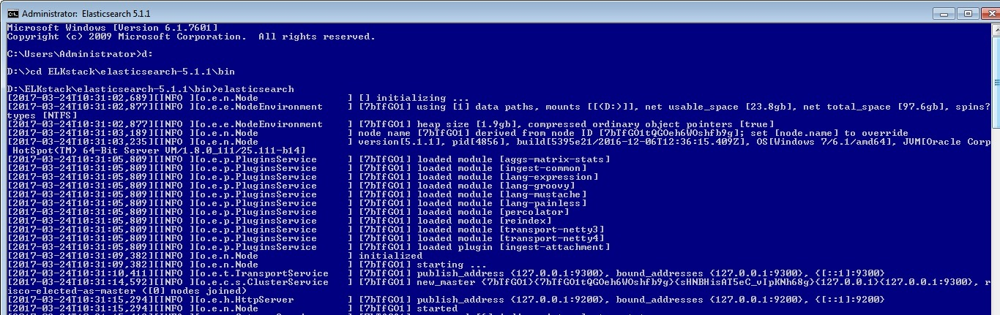 Administrator: Elasticsearch 5.1.1
Microsoft Windows [Version 6.1.7601]
Copyright (c) 2009 Microsoft Corporation.  All rights reserved.
C:\Users\Administrator>d:
D:\>cd ELKstack\elasticsearch-5.1.1\bin
D:\ELKstack\elasticsearch-5.1.1\bin>elasticsearch
[2017-03-24T10:31:02,689][INFO ][o.e.n.Node               ] [] initializing ...
[2017-03-24T10:31:02,877][INFO ][o.e.e.NodeEnvironment    ] [7bTfGO1] using [1] data paths, mounts [[(D:)]], net usable_space [23.8gb], net total_space [97.6gb], spins?
types [NTFS]
[2017-03-24T10:31:02,877][INFO ][o.e.e.NodeEnvironment    ] [7bTfGO1] heap size [1.9gb], compressed ordinary object pointers [true]
[2017-03-24T10:31:03,189][INFO ][o.e.n.Node               ] node name [7bTfGO1] derived from node ID [7bTfGO1tQGOeh6WOshfb9g]; set [node.name] to override
[2017-03-24T10:31:03,235][INFO ][o.e.n.Node               ] version[5.1.1], pid[4856], build[5395e21/2016-12-06T12:36:15.409Z], OS[Windows 7/6.1/amd64], JVM[Oracle Corp
HotSpot(TM) 64-Bit Server VM/1.8.0_111/25.111-b14]
[2017-03-24T10:31:05,809][INFO ][o.e.p.PluginsService     ] [7bTfGO1] loaded module [aggs-matrix-stats]
[2017-03-24T10:31:05,809][INFO ][o.e.p.PluginsService     ] [7bTfGO1] loaded module [ingest-common]
[2017-03-24T10:31:05,809][INFO ][o.e.p.PluginsService     ] [7bTfGO1] loaded module [lang-expression]
[2017-03-24T10:31:05,809][INFO ][o.e.p.PluginsService     ] [7bTfGO1] loaded module [lang-groovy]
[2017-03-24T10:31:05,809][INFO ][o.e.p.PluginsService     ] [7bTfGO1] loaded module [lang-mustache]
[2017-03-24T10:31:05,809][INFO ][o.e.p.PluginsService     ] [7bTfGO1] loaded module [lang-painless]
[2017-03-24T10:31:05,809][INFO ][o.e.p.PluginsService     ] [7bTfGO1] loaded module [percolator]
[2017-03-24T10:31:05,809][INFO ][o.e.p.PluginsService     ] [7bTfGO1] loaded module [reindex]
[2017-03-24T10:31:05,809][INFO ][o.e.p.PluginsService     ] [7bTfGO1] loaded module [transport-netty3]
[2017-03-24T10:31:05,809][INFO ][o.e.p.PluginsService     ] [7bTfGO1] loaded module [transport-netty4]
[2017-03-24T10:31:05,809][INFO ][o.e.p.PluginsService     ] [7bTfGO1] loaded plugin [ingest-attachment]
[2017-03-24T10:31:09,382][INFO ][o.e.n.Node               ] initialized
[2017-03-24T10:31:09,382][INFO ][o.e.n.Node               ] [7bTfGO1] starting ...
[2017-03-24T10:31:10,411][INFO ][o.e.t.TransportService   ] [7bTfGO1] publish_address {127.0.0.1:9300}, bound_addresses {127.0.0.1:9300}, {[::1]:9300}
[2017-03-24T10:31:14,592][INFO ][o.e.c.s.ClusterService   ] [7bTfGO1] new_master {7bTfGO1}{7bTfGO1tQGOeh6WOshfb9g}{sHNBHisAT5eC_vIpKNh68g}{127.0.0.1}{127.0.0.1:9300}, r
isco-elected-as-master ([0] nodes joined)
[2017-03-24T10:31:15,294][INFO ][o.e.h.HttpServer         ] [7bTfGO1] publish_address {127.0.0.1:9200}, bound_addresses {127.0.0.1:9200}, {[::1]:9200}
[2017-03-24T10:31:15,294][INFO ][o.e.n.Node               ] [7bTfGO1] started